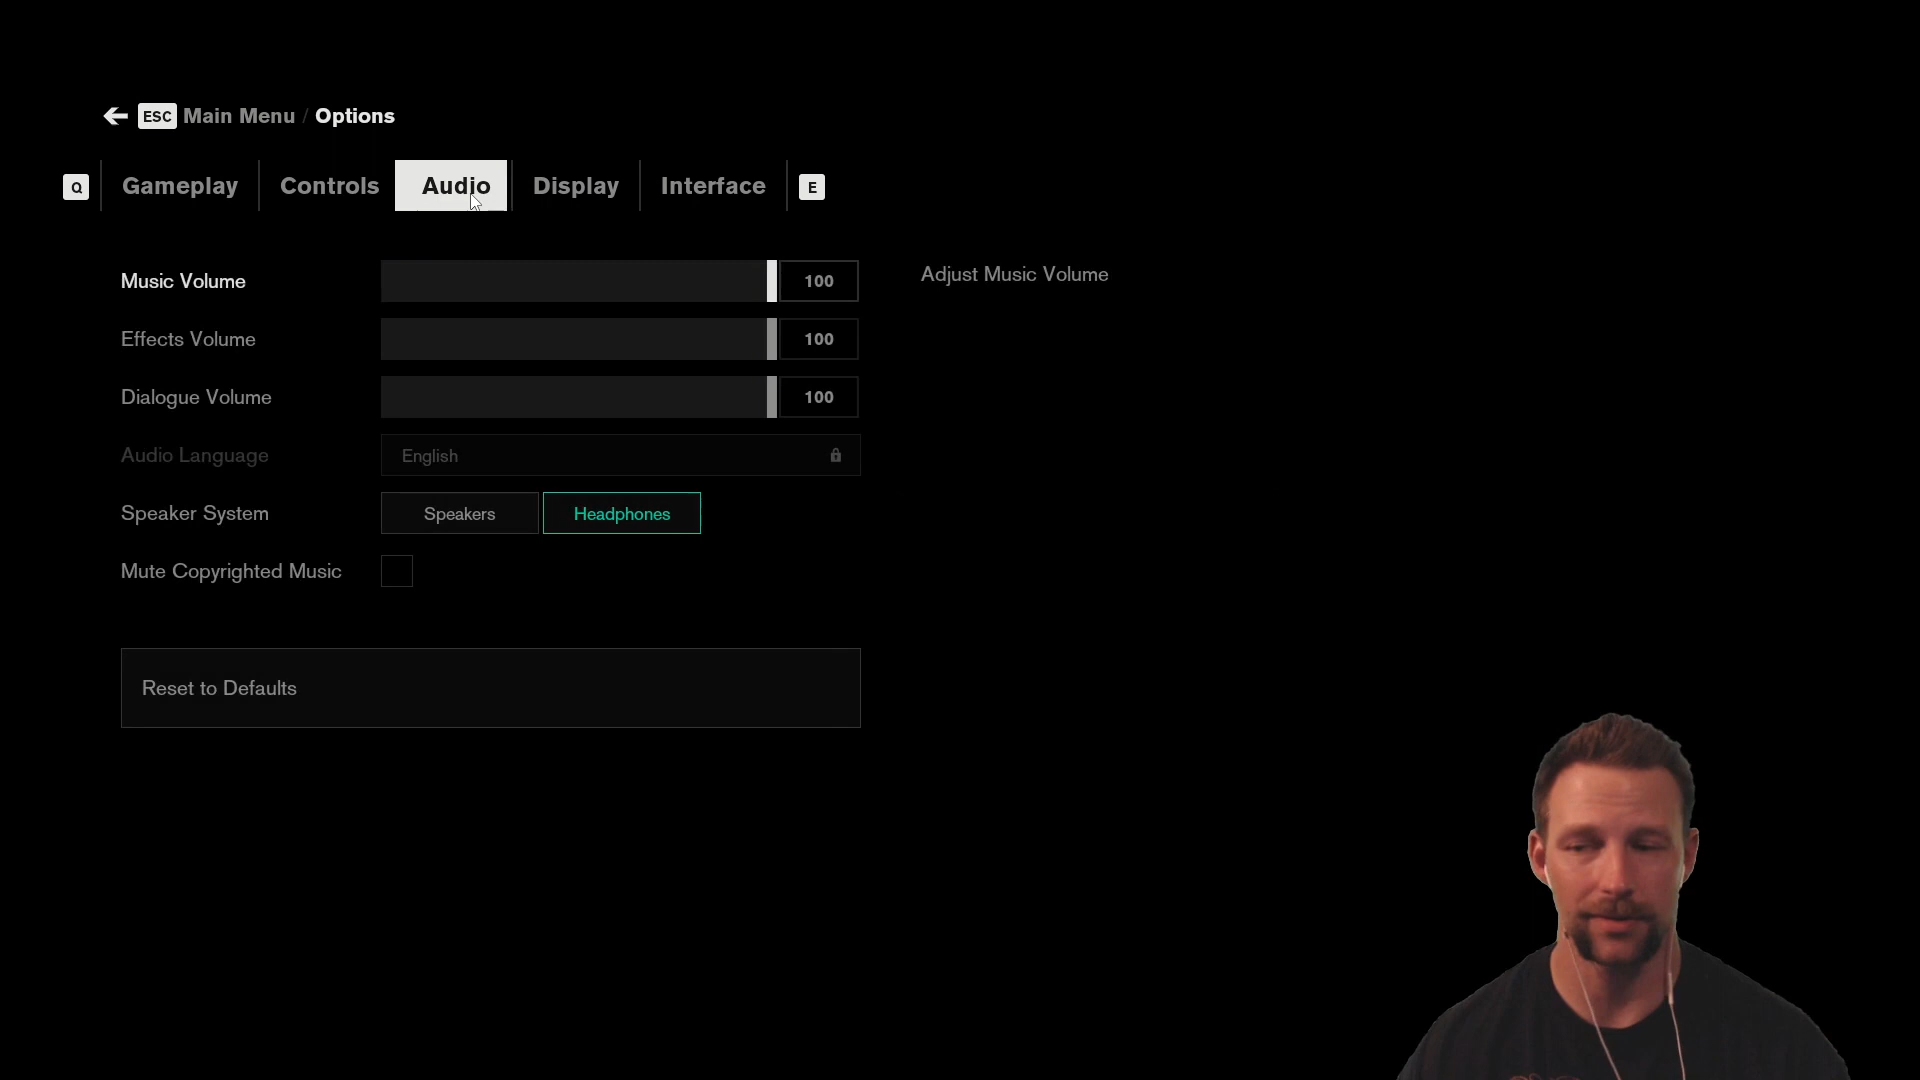 ESC Main Menu / Options
Q Gameplay Controls Audio Display Interface E
Music Volume 100 Adjust Music Volume
Effects Volume 100
Dialogue Volume 100
Audio Language English
Speaker System Speakers Headphones
Mute Copyrighted Music
Reset to Defaults